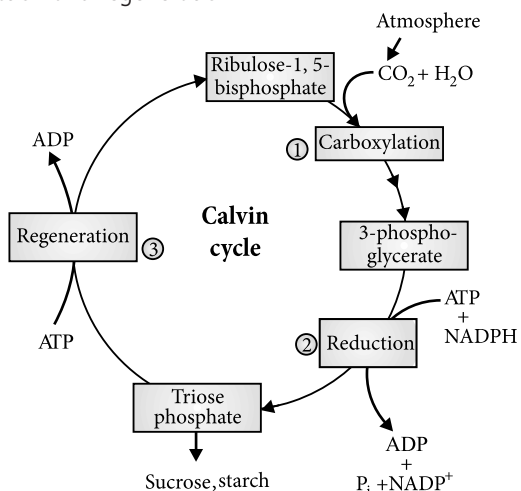 Atmosphere
Ribulose-1, 5-
bisphosphate
CO₂ + H₂O
① Carboxylation
ADP
Calvin
cycle
3-phospho-
glycerate
Regeneration ③
ATP
+
NADPH
② Reduction
ATP
Triose
phosphate
ADP
+
Pᵢ +NADP⁺
Sucrose, starch